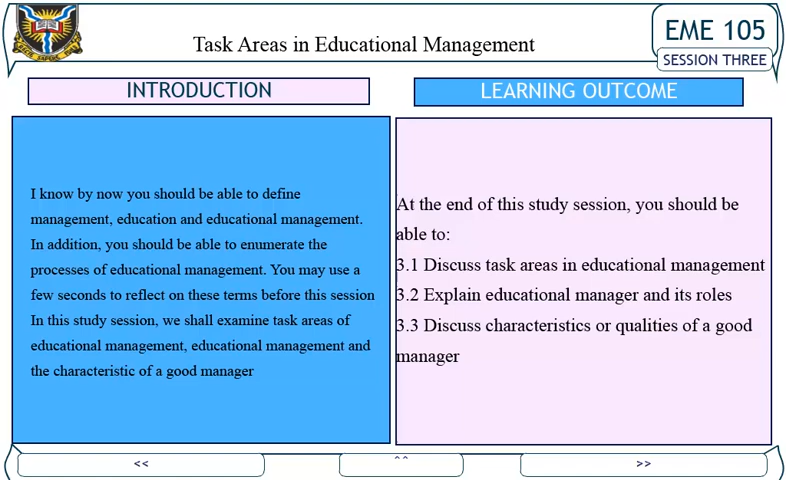 Task Areas in Educational Management
EME 105
SESSION THREE
INTRODUCTION
LEARNING OUTCOME
I know by now you should be able to define
management, education and educational management.
In addition, you should be able to enumerate the
processes of educational management. You may use a
few seconds to reflect on these terms before this session
In this study session, we shall examine task areas of
educational management, educational management and
the characteristic of a good manager
At the end of this study session, you should be
able to:
3.1 Discuss task areas in educational management
3.2 Explain educational manager and its roles
3.3 Discuss characteristics or qualities of a good
manager
<<
^^
>>